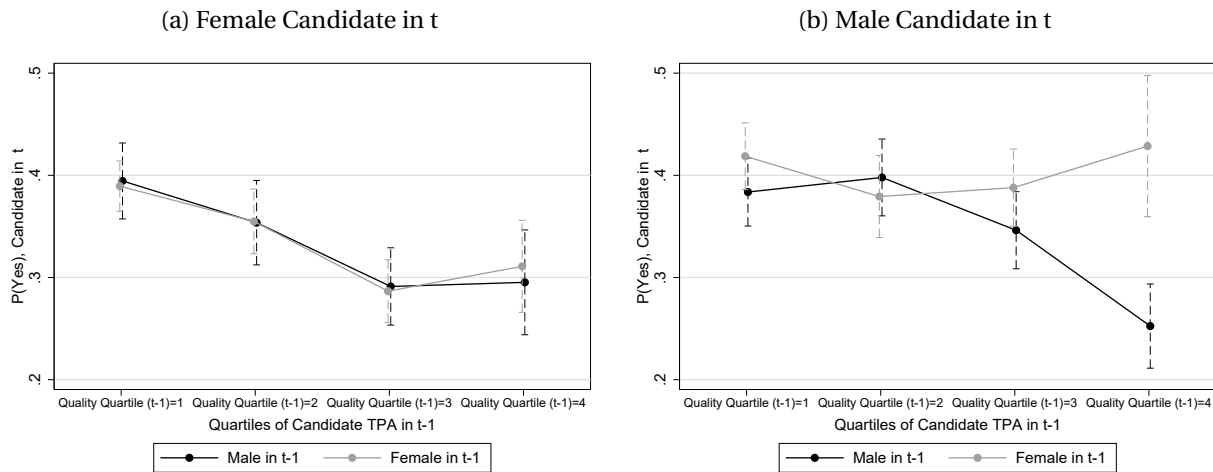 (a) Female Candidate in t
P(Yes), Candidate in t
.5
.4
.3
.2
Quality Quartile (t-1)=1 Quality Quartile (t-1)=2 Quality Quartile (t-1)=3 Quality Quartile (t-1)=4
Quartiles of Candidate TPA in t-1
Male in t-1 Female in t-1
(b) Male Candidate in t
P(Yes), Candidate in t
.5
.4
.3
.2
Quality Quartile (t-1)=1 Quality Quartile (t-1)=2 Quality Quartile (t-1)=3 Quality Quartile (t-1)=4
Quartiles of Candidate TPA in t-1
Male in t-1 Female in t-1